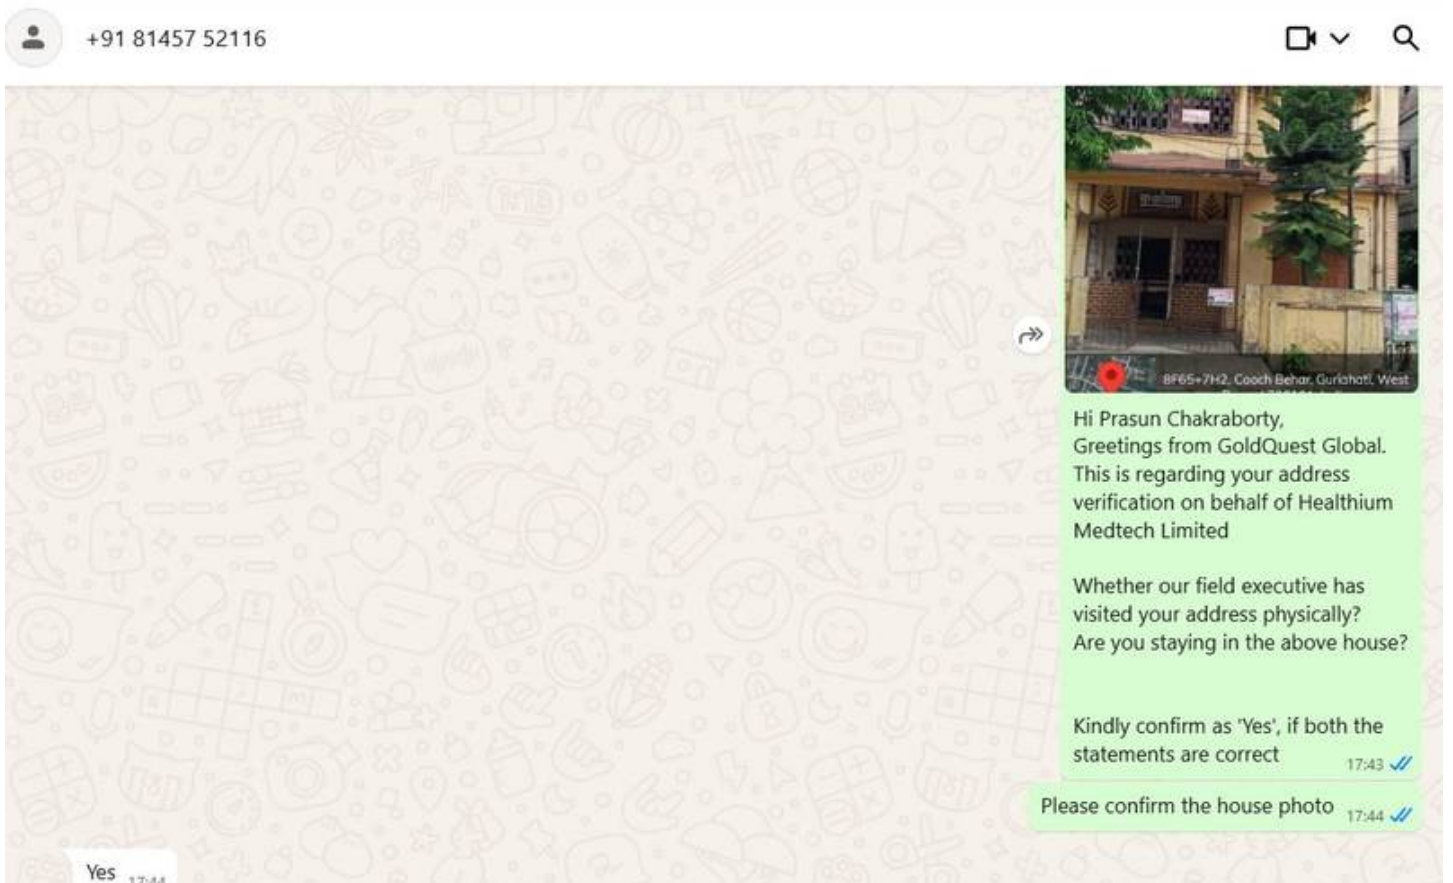 +91 81457 52116
8F65+7H2, Cooch Behar, Guriahati, West
Hi Prasun Chakraborty,
Greetings from GoldQuest Global.
This is regarding your address
verification on behalf of Healthium
Medtech Limited
Whether our field executive has
visited your address physically?
Are you staying in the above house?
Kindly confirm as 'Yes', if both the
statements are correct
17:43
Please confirm the house photo
17:44
Yes
17:44